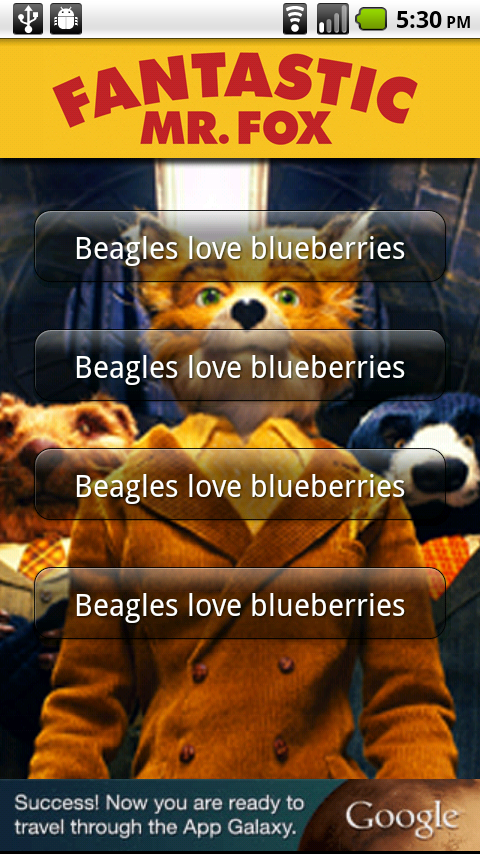 5:30 PM
FANTASTIC
MR. FOX
Beagles love blueberries
Beagles love blueberries
Beagles love blueberries
Beagles love blueberries
Success! Now you are ready to
travel through the App Galaxy.
Google